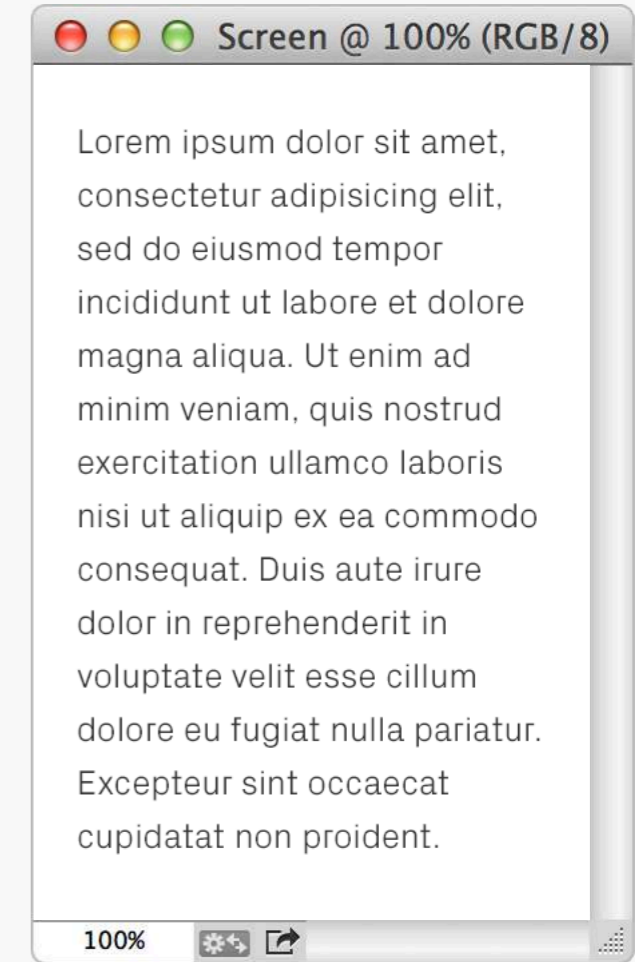 Screen @ 100% (RGB/8)
Lorem ipsum dolor sit amet,
consectetur adipisicing elit,
sed do eiusmod tempor
incididunt ut labore et dolore
magna aliqua. Ut enim ad
minim veniam, quis nostrud
exercitation ullamco laboris
nisi ut aliquip ex ea commodo
consequat. Duis aute irure
dolor in reprehenderit in
voluptate velit esse cillum
dolore eu fugiat nulla pariatur.
Excepteur sint occaecat
cupidatat non proident.
100%